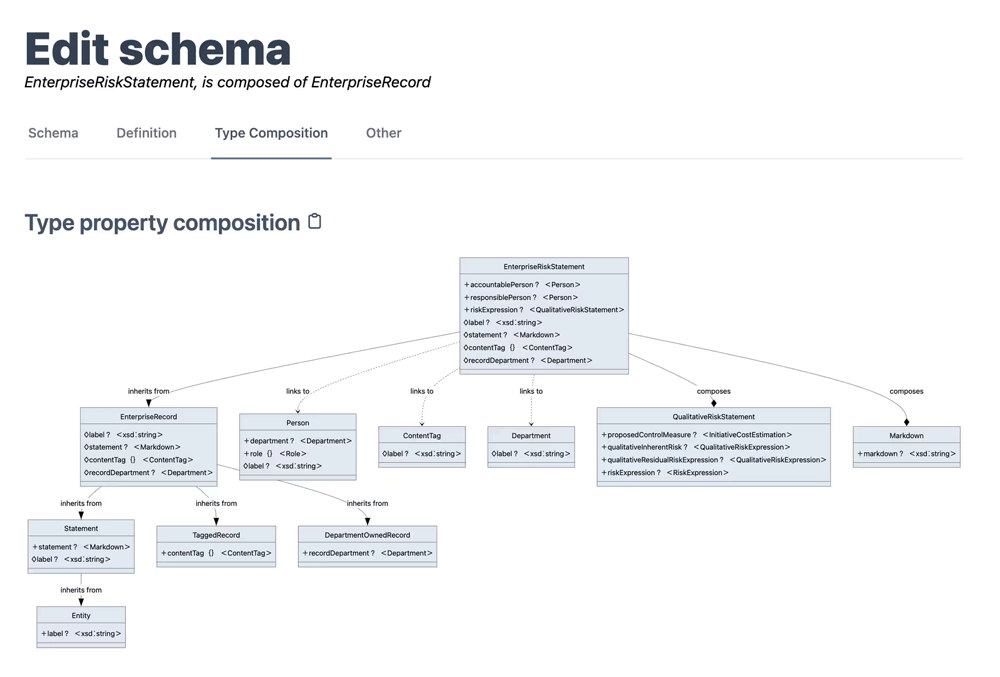 Edit schema
EnterpriseRiskStatement, is composed of EnterpriseRecord
Schema Definition Type Composition Other
Type property composition
EnterpriseRiskStatement
+accountablePerson ? <Person>
+responsiblePerson ? <Person>
+riskExpression ? <QualitativeRiskStatement>
◊label ? <xsd:string>
◊statement ? <Markdown>
◊contentTag {} <ContentTag>
◊recordDepartment ? <Department>
inherits from
links to
links to
links to
composes
composes
EnterpriseRecord
◊label ? <xsd:string>
◊statement ? <Markdown>
◊contentTag {} <ContentTag>
◊recordDepartment ? <Department>
Person
+department ? <Department>
+role {} <Role>
◊label ? <xsd:string>
ContentTag
◊label ? <xsd:string>
Department
◊label ? <xsd:string>
QualitativeRiskStatement
+proposedControlMeasure ? <InitiativeCostEstimation>
+qualitativeInherentRisk ? <QualitativeRiskExpression>
+qualitativeResidualRiskExpression ? <QualitativeRiskExpression>
+riskExpression ? <RiskExpression>
Markdown
+markdown ? <xsd:string>
inherits from
inherits from
inherits from
Statement
+statement ? <Markdown>
◊label ? <xsd:string>
TaggedRecord
+contentTag {} <ContentTag>
DepartmentOwnedRecord
+recordDepartment ? <Department>
inherits from
Entity
+label ? <xsd:string>